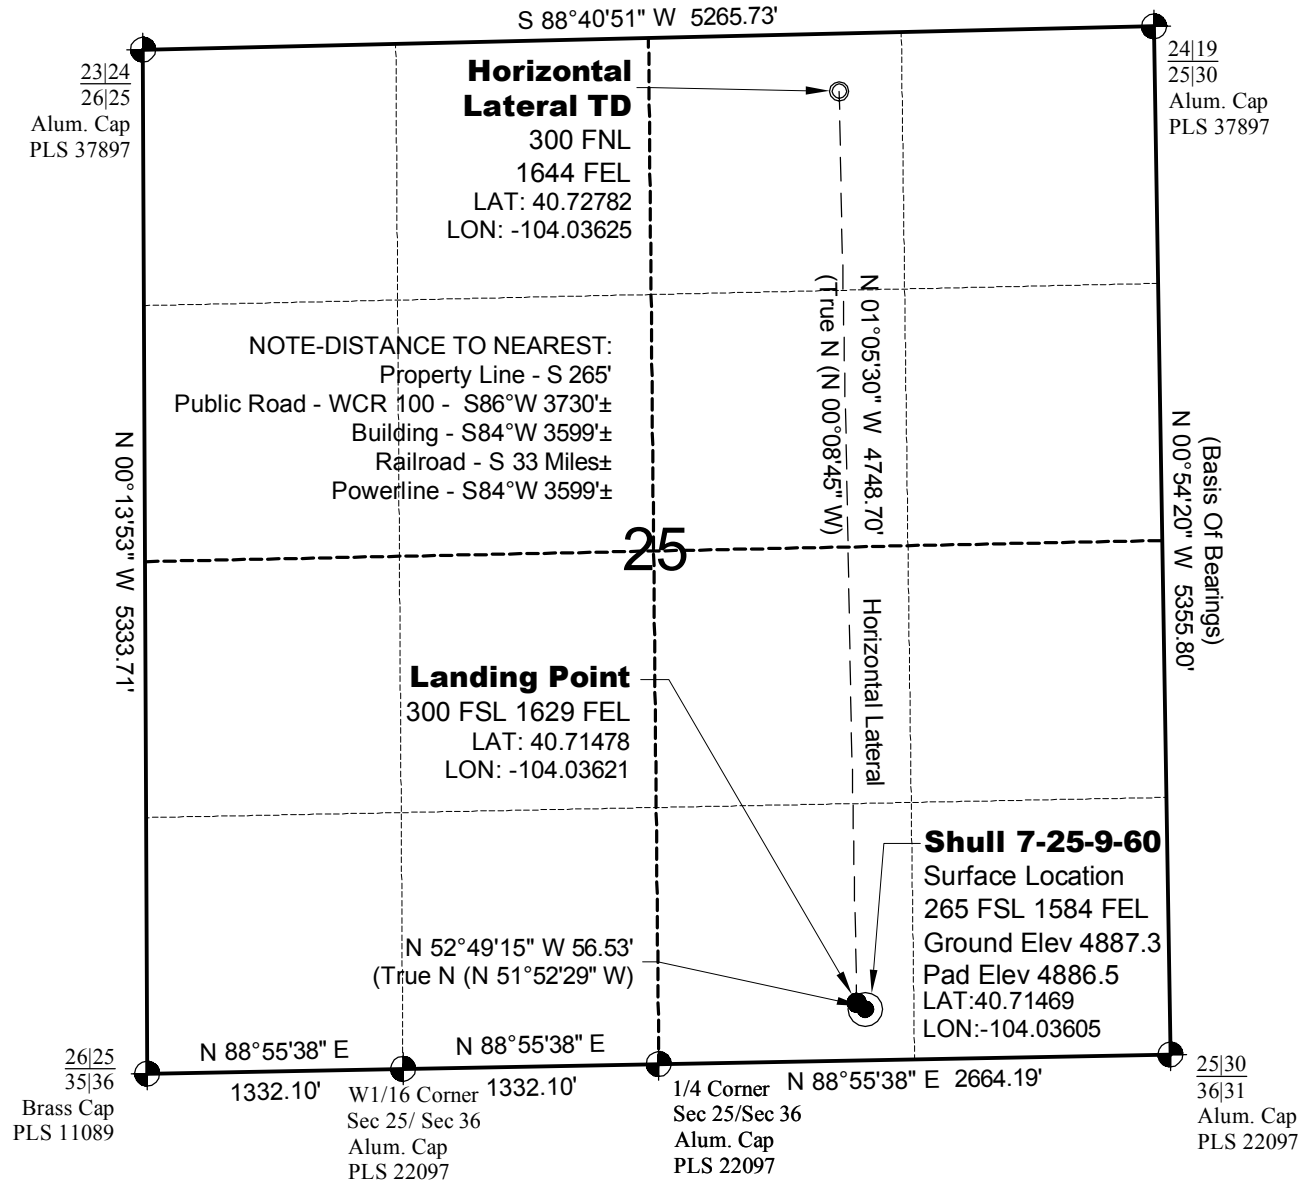 S 88°40'51" W  5265.73'
23|24
26|25
Alum. Cap
PLS 37897
24|19
25|30
Alum. Cap
PLS 37897
Horizontal
Lateral TD
300 FNL
1644 FEL
LAT: 40.72782
LON: -104.03625
N 01°05'30" W  4748.70'
(True N (N 00°08'45" W)
NOTE-DISTANCE TO NEAREST:
Property Line - S 265'
Public Road - WCR 100 -  S86°W 3730'±
Building - S84°W 3599'±
Railroad - S 33 Miles±
Powerline - S84°W 3599'±
N 00°13'53" W  5333.71'
(Basis Of Bearings)
N 00°54'20" W  5355.80'
25
Horizontal Lateral
Landing Point
300 FSL 1629 FEL
LAT: 40.71478
LON: -104.03621
Shull 7-25-9-60
Surface Location
265 FSL 1584 FEL
Ground Elev 4887.3
Pad Elev 4886.5
LAT:40.71469
LON:-104.03605
N 52°49'15" W 56.53'
(True N (N 51°52'29" W)
26|25
35|36
Brass Cap
PLS 11089
N 88°55'38" E
1332.10'
W1/16 Corner
Sec 25/ Sec 36
Alum. Cap
PLS 22097
N 88°55'38" E
1332.10'
1/4 Corner
Sec 25/Sec 36
Alum. Cap
PLS 22097
N 88°55'38" E  2664.19'
25|30
36|31
Alum. Cap
PLS 22097